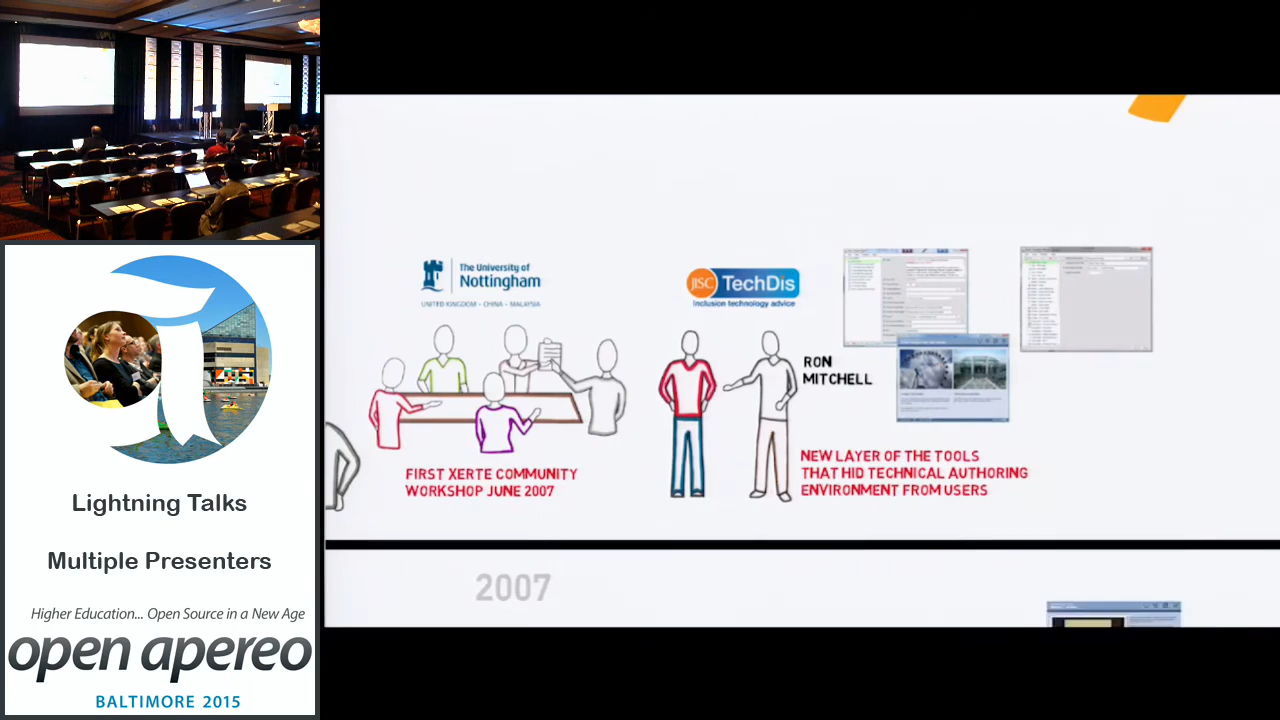 Lightning Talks
Multiple Presenters
Higher Education... Open Source in a New Age
open apereo
BALTIMORE 2015
The University of
Nottingham
UNITED KINGDOM · CHINA · MALAYSIA
JISC TechDis
Inclusion technology advice
RON
MITCHELL
FIRST XERTE COMMUNITY
WORKSHOP JUNE 2007
NEW LAYER OF THE TOOLS
THAT HID TECHNICAL AUTHORING
ENVIRONMENT FROM USERS
2007